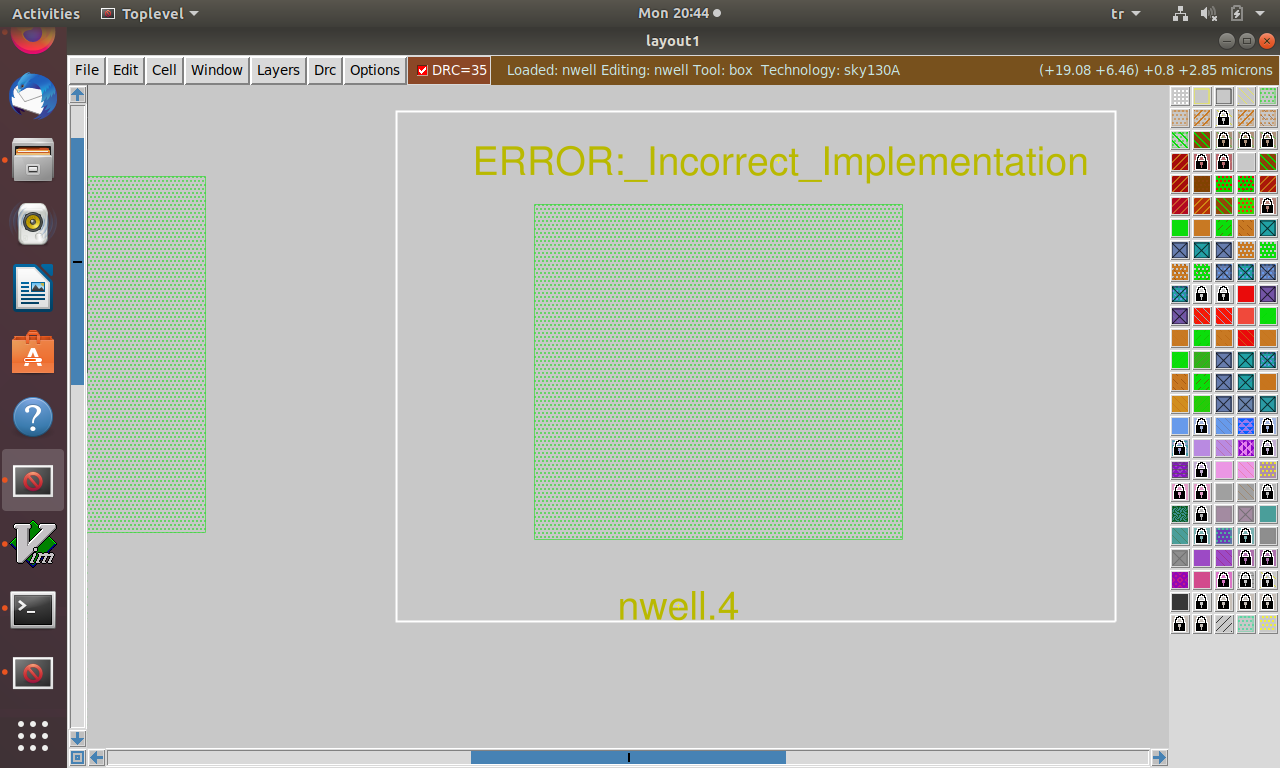 Activities Toplevel Mon 20:44 tr
layout1
File Edit Cell Window Layers Drc Options DRC=35 Loaded: nwell Editing: nwell Tool: box Technology: sky130A (+19.08 +6.46) +0.8 +2.85 microns
ERROR:_Incorrect_Implementation
nwell.4
?
Vim
>_